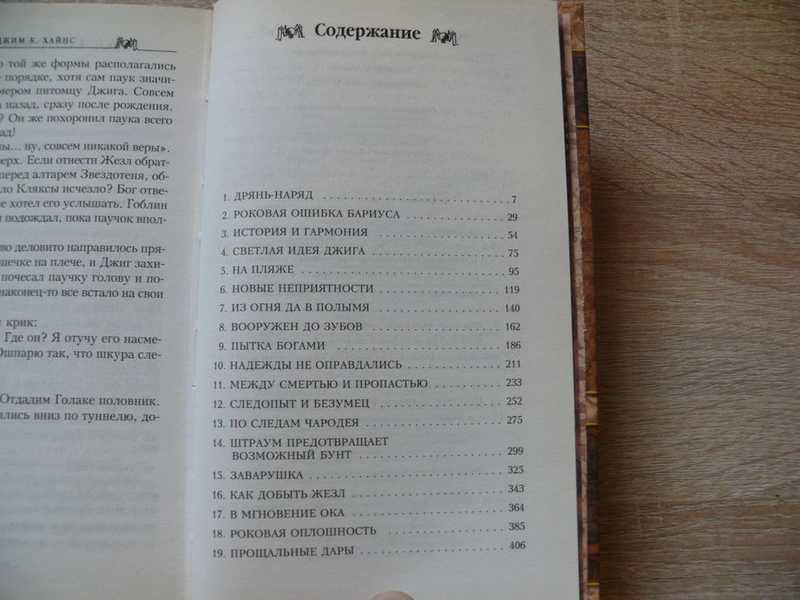 ДЖИМ К. ХАЙНС
о той же формы располагались
порядке, хотя сам паук значи-
мером питомцу Джига. Совсем
назад, сразу после рождения.
? Он же похоронил паука всего
ад!
ы... ну, совсем никакой веры».
верх. Если отнести Жезл обрат-
перед алтарем Звездотеня, об-
ло Кляксы исчезло? Бог отве-
е хотел его услышать. Гоблин
и подождал, пока паучок впол-
во деловито направилось пря-
шечке на плече, и Джиг захи-
почесал паучку голову и по-
наконец-то все встало на свои
крик:
Где он? Я отучу его насме-
Ошпарю так, что шкура сле-
Отдадим Голаке половник.
ились вниз по туннелю, до-
Содержание
1. ДРЯНЬ-НАРЯД . . . . . . . . . . . . . . . . . . . . . . 7
2. РОКОВАЯ ОШИБКА БАРИУСА . . . . . . . . . . . . 29
3. ИСТОРИЯ И ГАРМОНИЯ . . . . . . . . . . . . . . . . 54
4. СВЕТЛАЯ ИДЕЯ ДЖИГА . . . . . . . . . . . . . . . . 75
5. НА ПЛЯЖЕ . . . . . . . . . . . . . . . . . . . . . . . . 95
6. НОВЫЕ НЕПРИЯТНОСТИ . . . . . . . . . . . . . . . 119
7. ИЗ ОГНЯ ДА В ПОЛЫМЯ . . . . . . . . . . . . . . . 140
8. ВООРУЖЕН ДО ЗУБОВ . . . . . . . . . . . . . . . . 162
9. ПЫТКА БОГАМИ . . . . . . . . . . . . . . . . . . . . 186
10. НАДЕЖДЫ НЕ ОПРАВДАЛИСЬ . . . . . . . . . . . 211
11. МЕЖДУ СМЕРТЬЮ И ПРОПАСТЬЮ . . . . . . . . 233
12. СЛЕДОПЫТ И БЕЗУМЕЦ . . . . . . . . . . . . . . . 252
13. ПО СЛЕДАМ ЧАРОДЕЯ . . . . . . . . . . . . . . . . 275
14. ШТРАУМ ПРЕДОТВРАЩАЕТ
ВОЗМОЖНЫЙ БУНТ . . . . . . . . . . . . . . . . . 299
15. ЗАВАРУШКА . . . . . . . . . . . . . . . . . . . . . . 325
16. КАК ДОБЫТЬ ЖЕЗЛ . . . . . . . . . . . . . . . . . 343
17. В МГНОВЕНИЕ ОКА . . . . . . . . . . . . . . . . . 364
18. РОКОВАЯ ОПЛОШНОСТЬ . . . . . . . . . . . . . . 385
19. ПРОЩАЛЬНЫЕ ДАРЫ . . . . . . . . . . . . . . . . 406